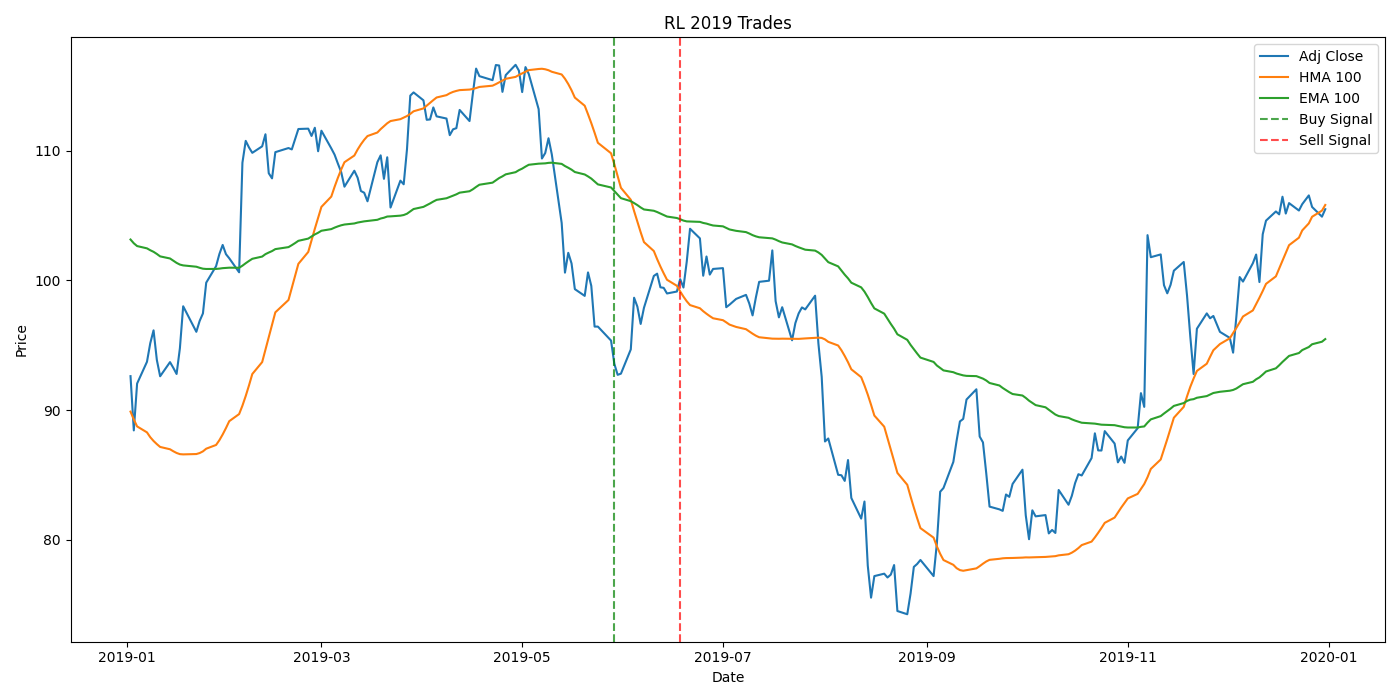 RL 2019 Trades
Adj Close
HMA 100
EMA 100
Buy Signal
Sell Signal
Price
110
100
90
80
2019-01
2019-03
2019-05
2019-07
2019-09
2019-11
2020-01
Date